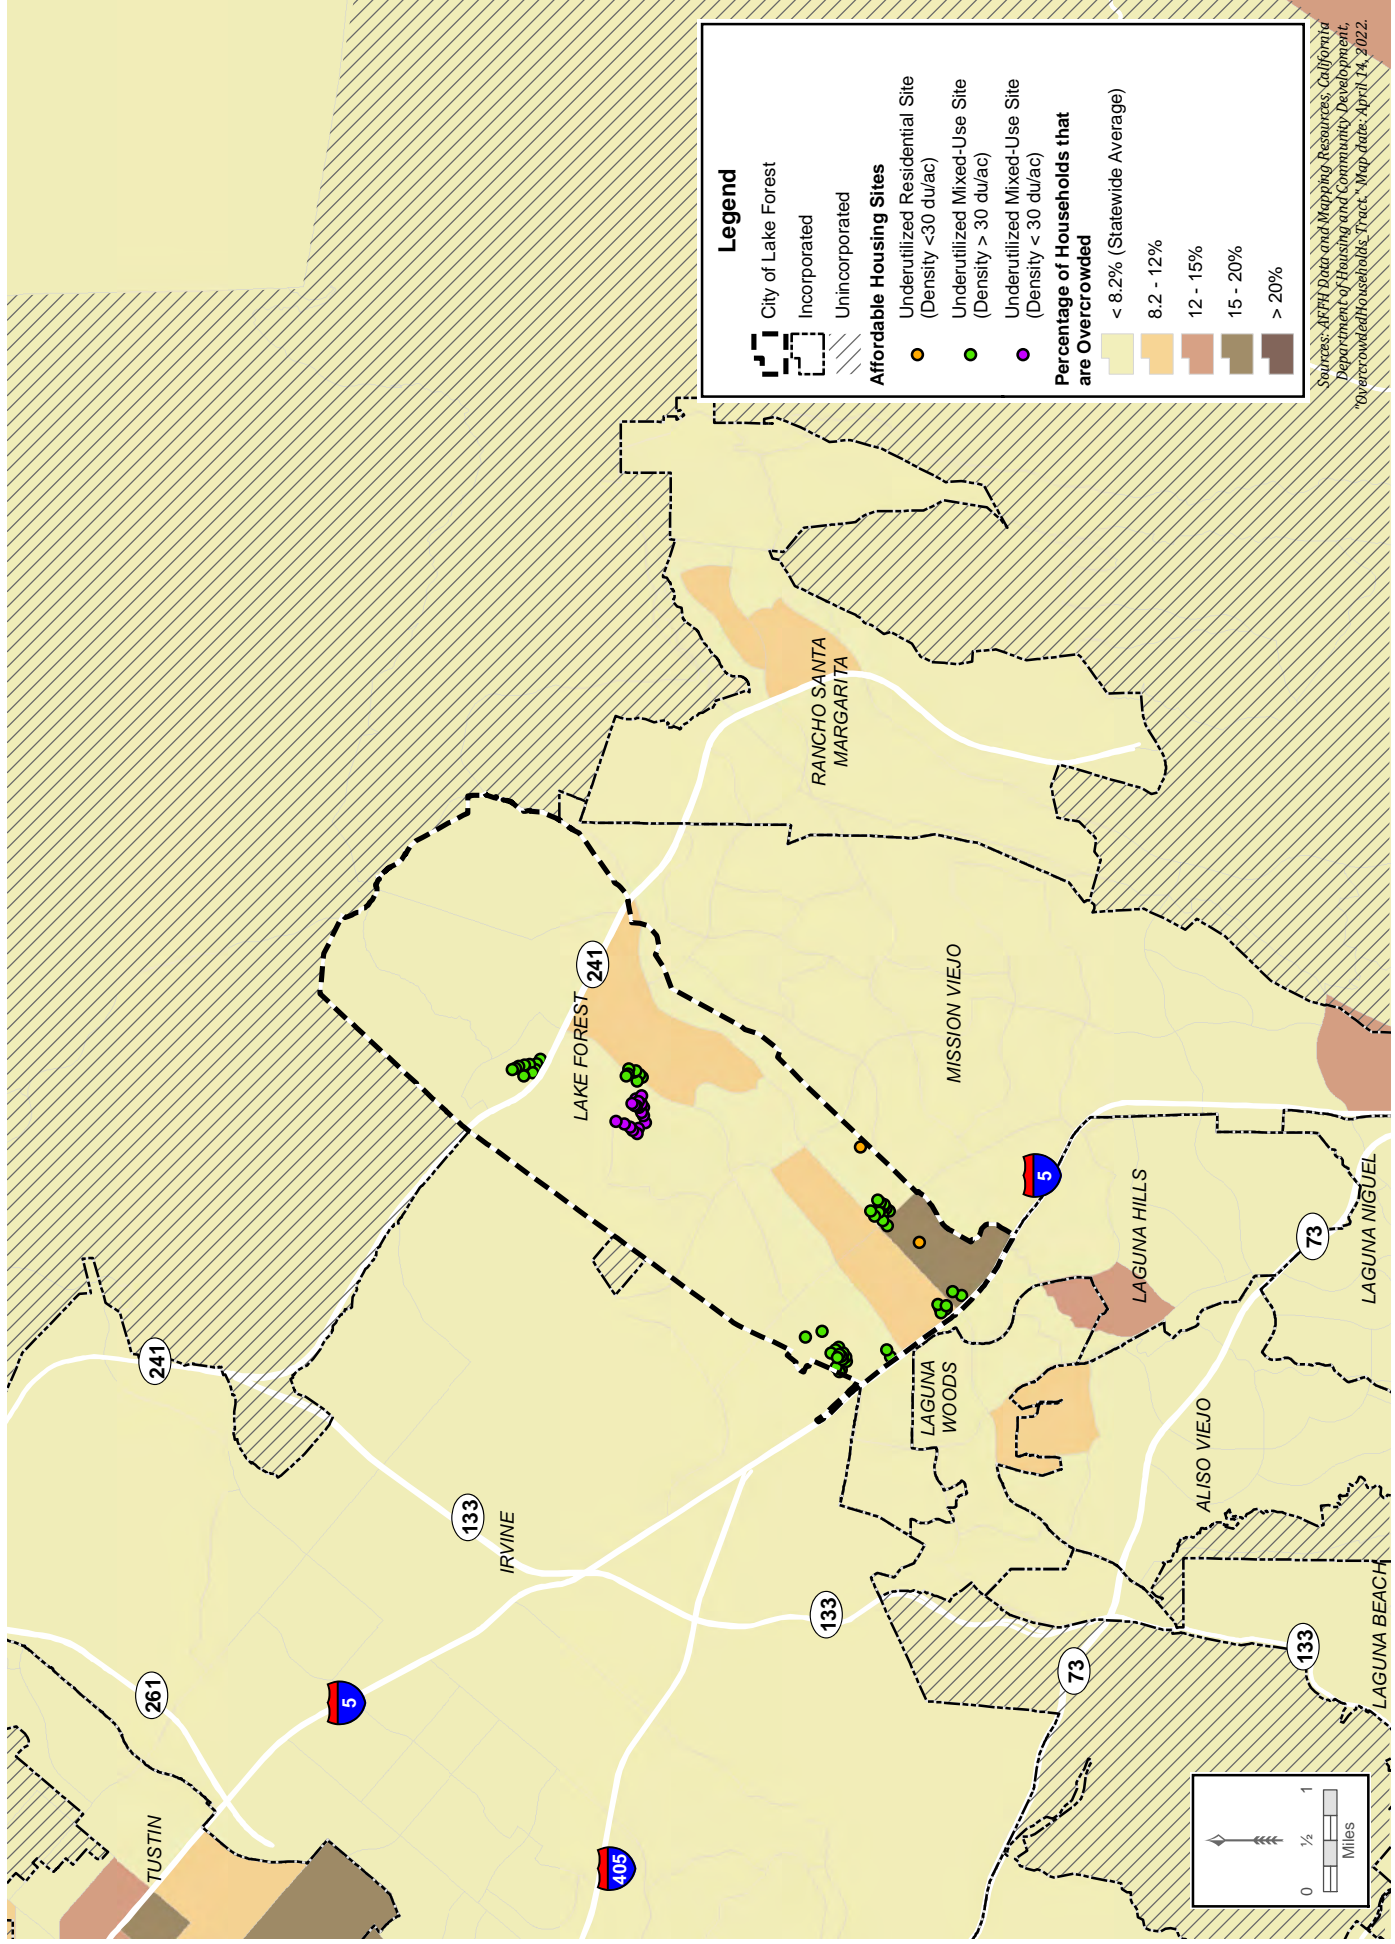 Legend
City of Lake Forest
Incorporated
Unincorporated
Affordable Housing Sites
Underutilized Residential Site
(Density <30 du/ac)
Underutilized Mixed-Use Site
(Density > 30 du/ac)
Underutilized Mixed-Use Site
(Density < 30 du/ac)
Percentage of Households that
are Overcrowded
< 8.2% (Statewide Average)
8.2 - 12%
12 - 15%
15 - 20%
> 20%
Sources: AFFH Data and Mapping Resources, California
Department of Housing and Community Development,
"OvercrowdedHouseholds_Tract." Map date: April 14, 2022.
TUSTIN
261
5
241
133
IRVINE
405
133
LAKE FOREST
241
RANCHO SANTA
MARGARITA
MISSION VIEJO
LAGUNA
WOODS
5
LAGUNA HILLS
73
LAGUNA NIGUEL
ALISO VIEJO
73
133
LAGUNA BEACH
0
½
1
Miles